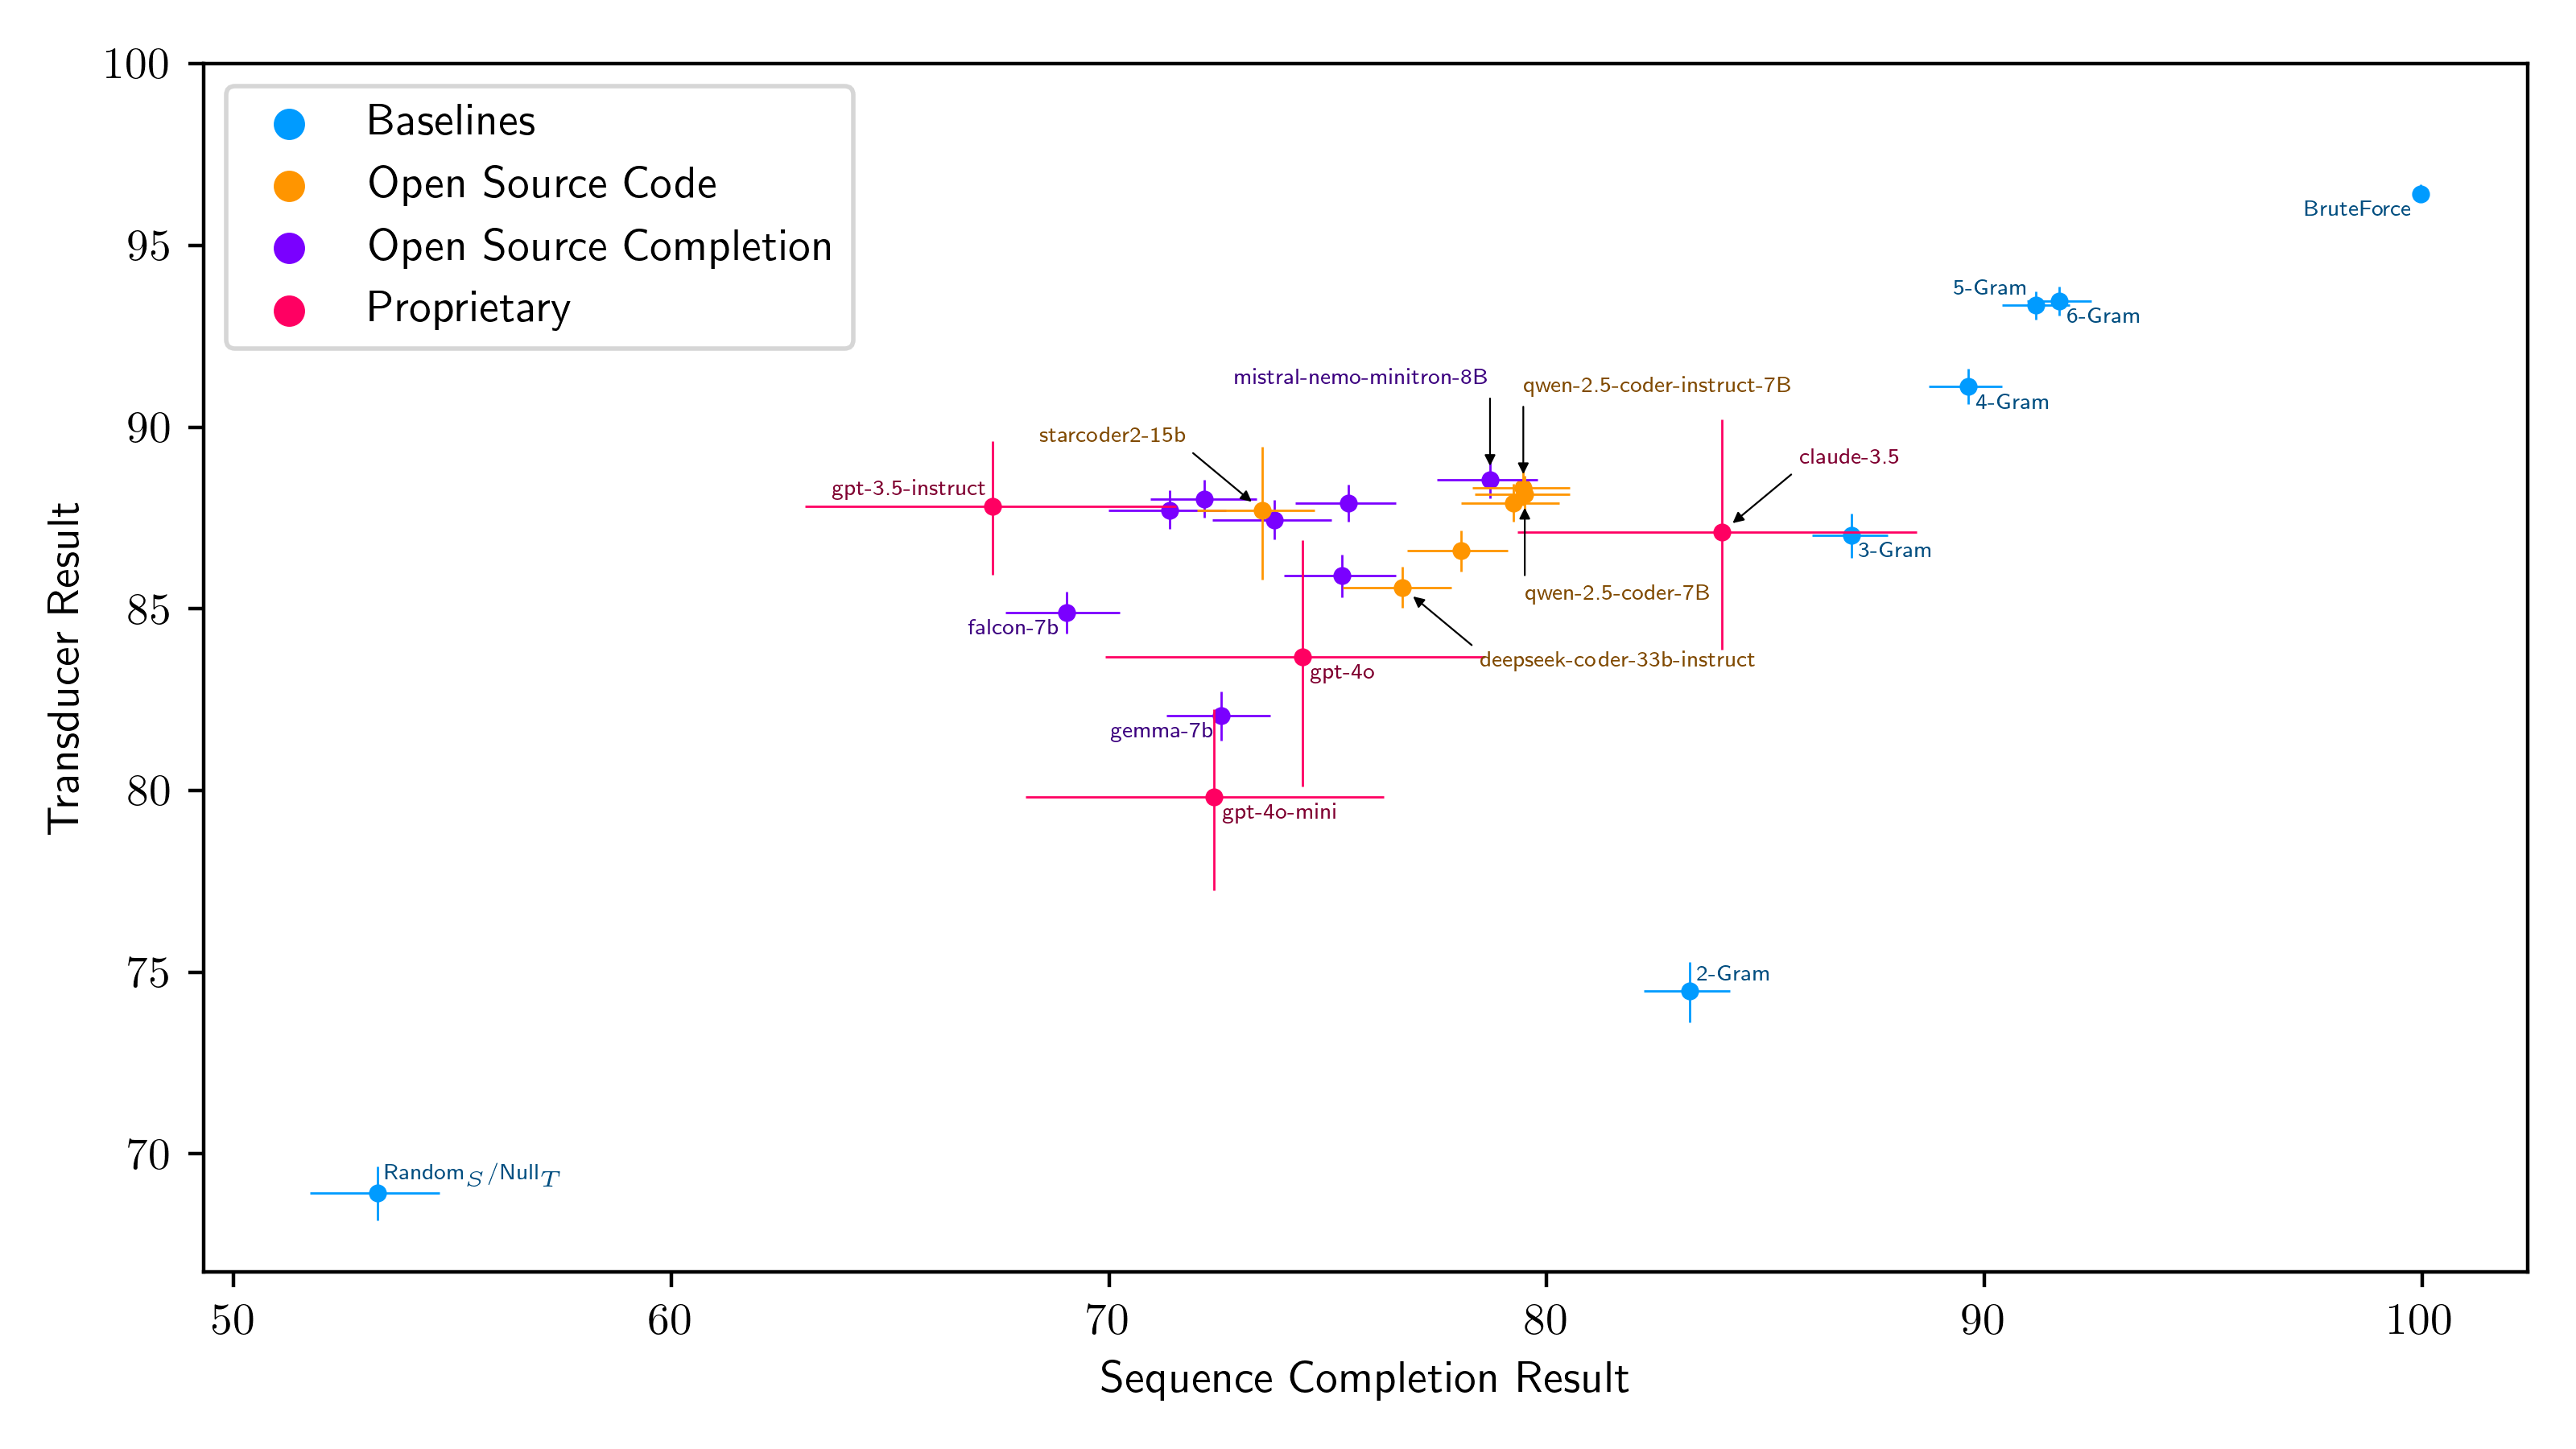 100
95
90
85
80
75
70
Transducer Result
Baselines
Open Source Code
Open Source Completion
Proprietary
BruteForce
5-Gram
6-Gram
4-Gram
mistral-nemo-minitron-8B
qwen-2.5-coder-instruct-7B
starcoder2-15b
claude-3.5
gpt-3.5-instruct
3-Gram
qwen-2.5-coder-7B
falcon-7b
deepseek-coder-33b-instruct
gpt-4o
gemma-7b
gpt-4o-mini
2-Gram
Random_S/Null_T
50 60 70 80 90 100
Sequence Completion Result